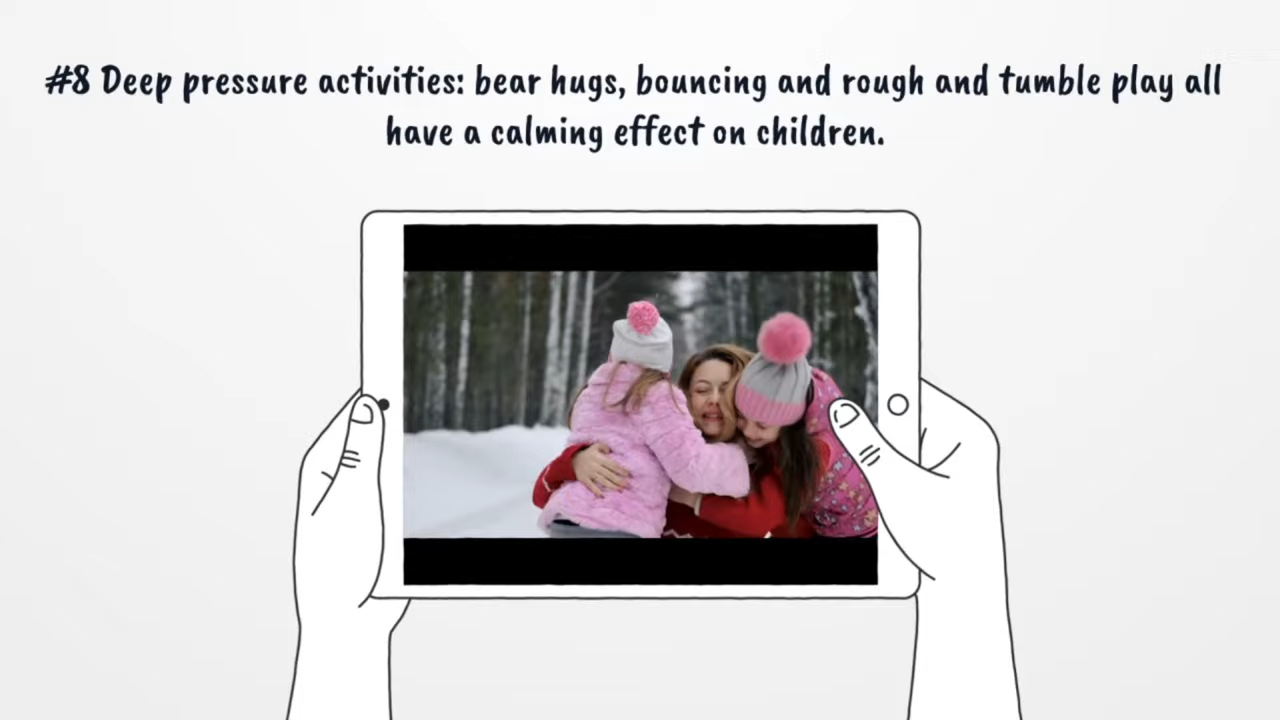 #8 Deep pressure activities: bear hugs, bouncing and rough and tumble play all
have a calming effect on children.